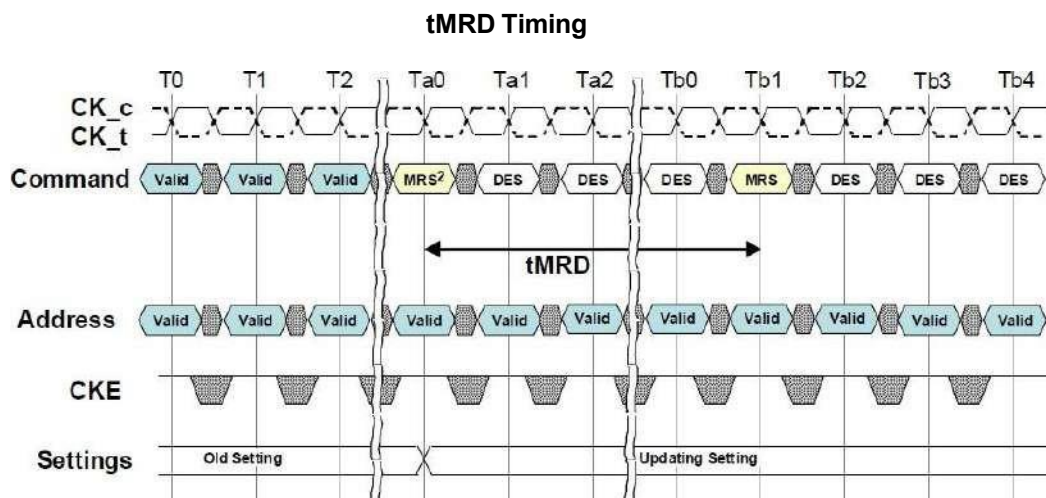 tMRD Timing
T0 T1 T2 Ta0 Ta1 Ta2 Tb0 Tb1 Tb2 Tb3 Tb4
CK_c
CK_t
Command Valid Valid Valid MRS² DES DES DES MRS DES DES DES
tMRD
Address Valid Valid Valid Valid Valid Valid Valid Valid Valid Valid Valid
CKE
Settings Old Setting Updating Setting